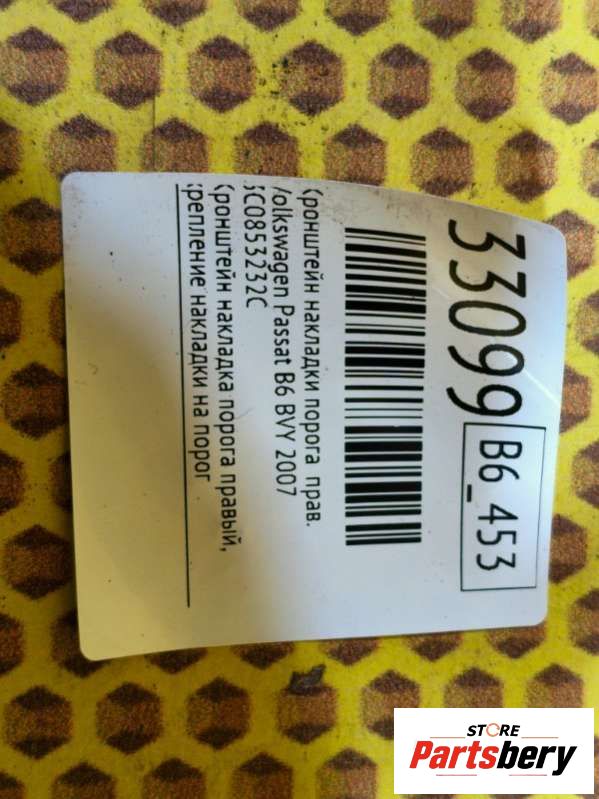 33099 B6_453
Кронштейн накладки порога прав.
Volkswagen Passat B6 BVY 2007
3C0853232C
Кронштейн накладка порога правый,
крепление накладки на порог
STORE
Partsbery